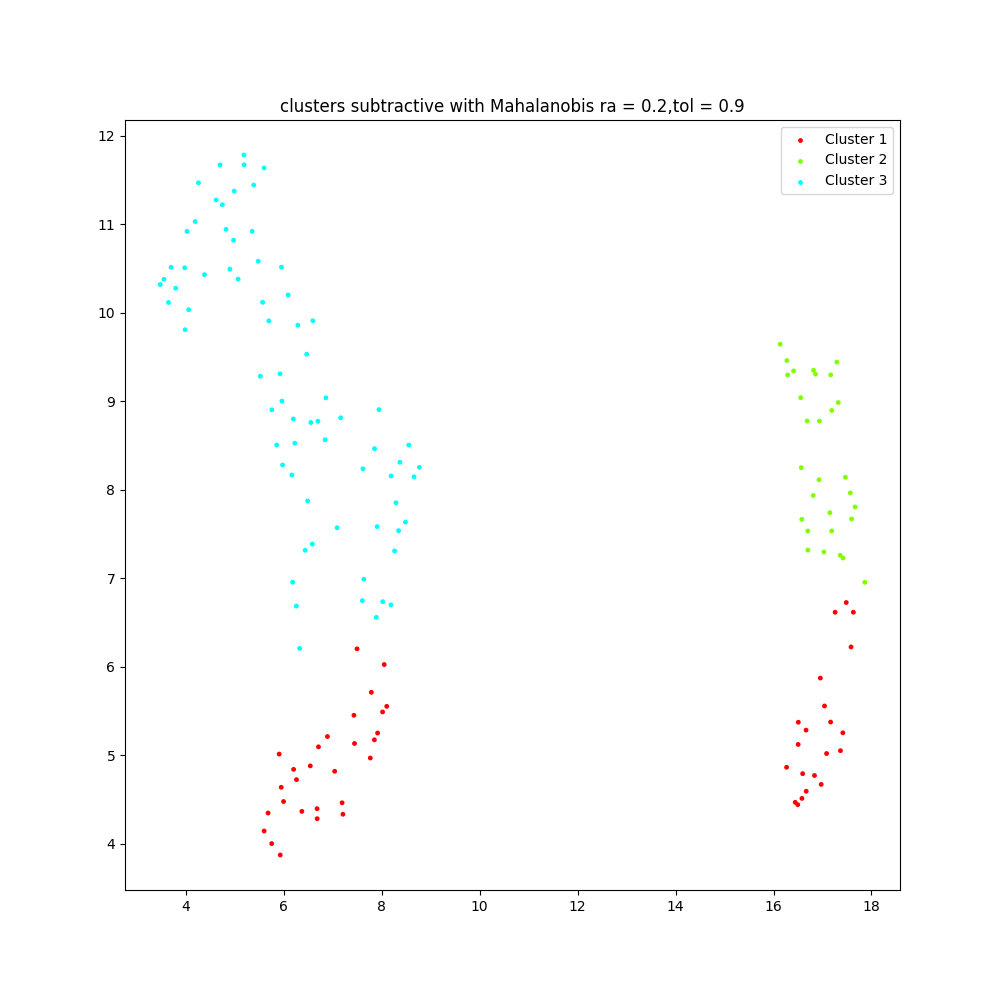 clusters subtractive with Mahalanobis ra = 0.2,tol = 0.9
Cluster 1
Cluster 2
Cluster 3
12
11
10
9
8
7
6
5
4
4 6 8 10 12 14 16 18